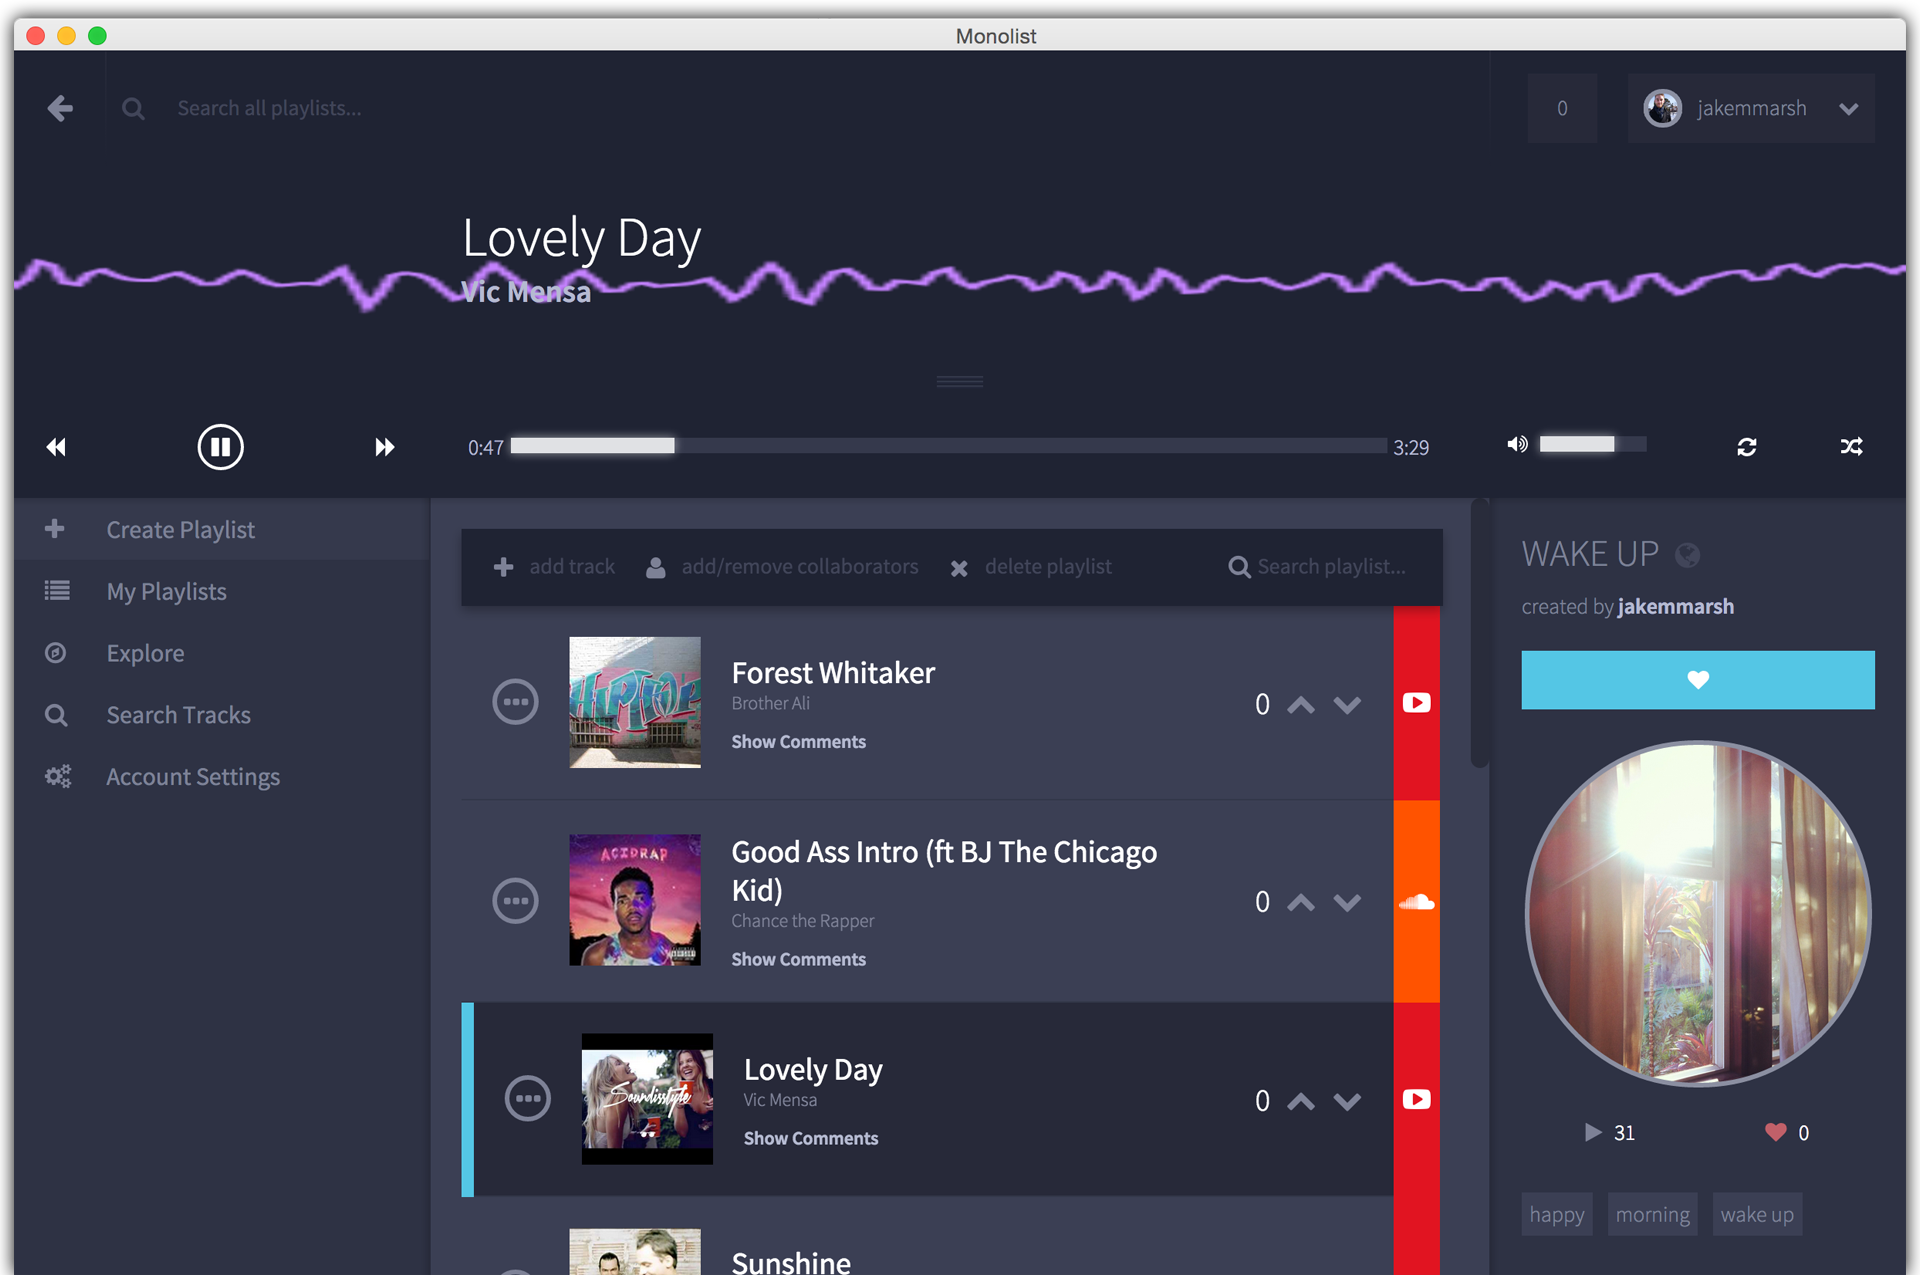 Monolist
Search all playlists...
0
jakemmarsh
Lovely Day
Vic Mensa
0:47
3:29
Create Playlist
My Playlists
Explore
Search Tracks
Account Settings
add track
add/remove collaborators
delete playlist
Search playlist...
Forest Whitaker
Brother Ali
Show Comments
0
HIPHOP
ACIDRAP
Good Ass Intro (ft BJ The Chicago
Kid)
Chance the Rapper
Show Comments
0
Soundisstyle
Lovely Day
Vic Mensa
Show Comments
0
Sunshine
WAKE UP
created by jakemmarsh
31
0
happy
morning
wake up